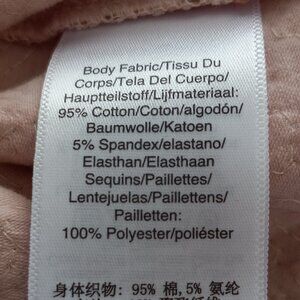 Body Fabric/Tissu Du
Corps/Tela Del Cuerpo/
Hauptteilstoff/Lijfmateriaal:
95% Cotton/Coton/algodón/
Baumwolle/Katoen
5% Spandex/elastano/
Elasthan/Elasthaan
Sequins/Paillettes/
Lentejuelas/Paillettens/
Pailletten:
100% Polyester/poliéster
身体织物: 95% 棉,5% 氨纶